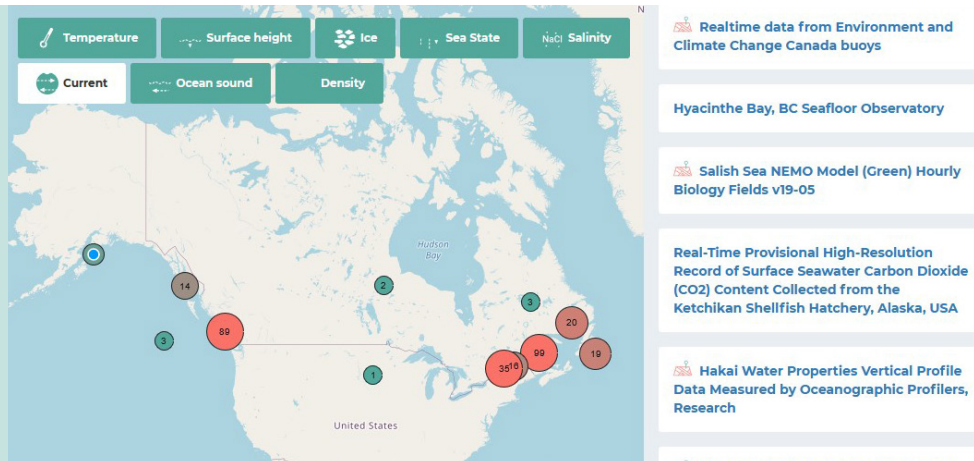 N
Temperature
Surface height
Ice
Sea State
NaCl Salinity
Current
Ocean sound
Density
Hudson
Bay
14
2
3
89
3
20
99
19
35
16
1
United States
Realtime data from Environment and
Climate Change Canada buoys
Hyacinthe Bay, BC Seafloor Observatory
Salish Sea NEMO Model (Green) Hourly
Biology Fields v19-05
Real-Time Provisional High-Resolution
Record of Surface Seawater Carbon Dioxide
(CO2) Content Collected from the
Ketchikan Shellfish Hatchery, Alaska, USA
Hakai Water Properties Vertical Profile
Data Measured by Oceanographic Profilers,
Research